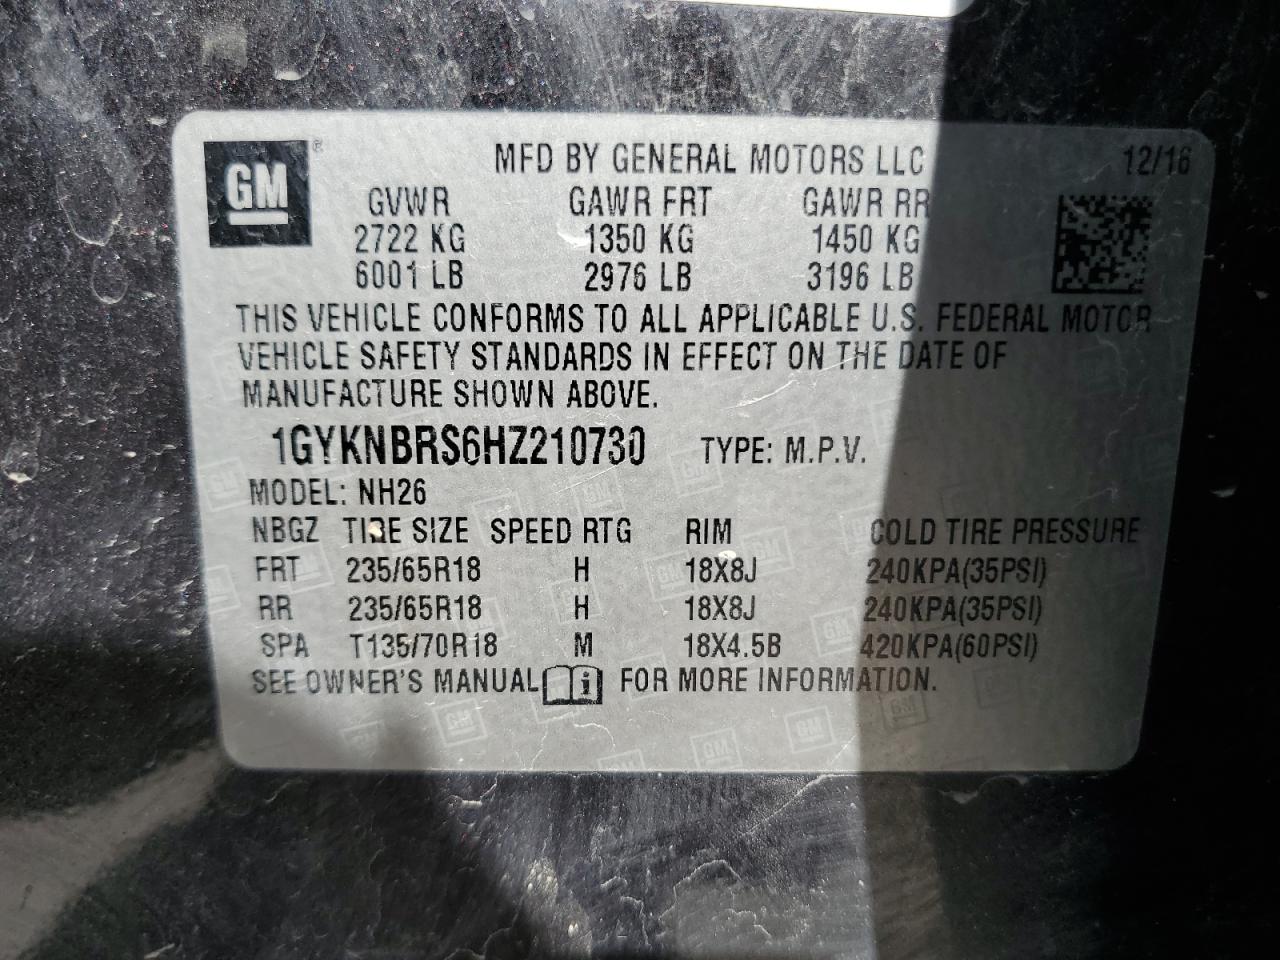 GM ® MFD BY GENERAL MOTORS LLC 12/16
GVWR GAWR FRT GAWR RR
2722 KG 1350 KG 1450 KG
6001 LB 2976 LB 3196 LB
THIS VEHICLE CONFORMS TO ALL APPLICABLE U.S. FEDERAL MOTOR
VEHICLE SAFETY STANDARDS IN EFFECT ON THE DATE OF
MANUFACTURE SHOWN ABOVE.
1GYKNBRS6HZ210730 TYPE: M.P.V.
MODEL: NH26
NBGZ TIRE SIZE SPEED RTG RIM COLD TIRE PRESSURE
FRT 235/65R18 H 18X8J 240KPA(35PSI)
RR 235/65R18 H 18X8J 240KPA(35PSI)
SPA T135/70R18 M 18X4.5B 420KPA(60PSI)
SEE OWNER'S MANUAL i FOR MORE INFORMATION.